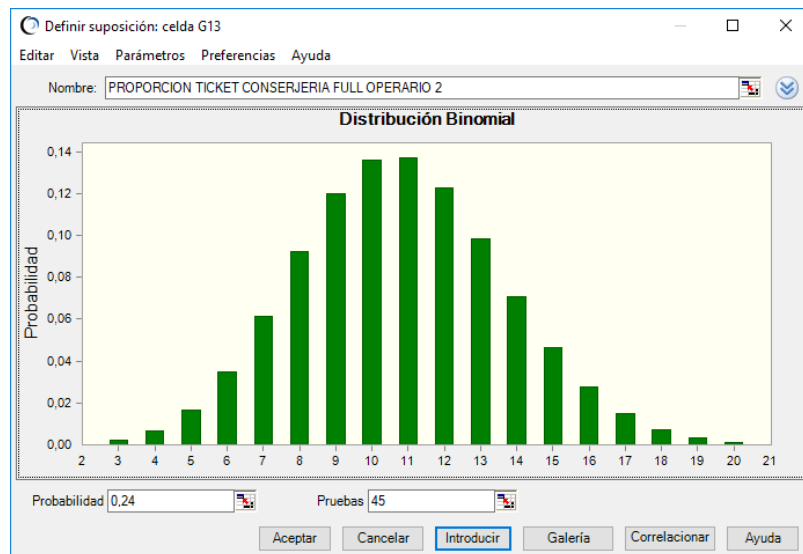 Definir suposición: celda G13
Editar Vista Parámetros Preferencias Ayuda
Nombre: PROPORCION TICKET CONSERJERIA FULL OPERARIO 2
Distribución Binomial
Probabilidad
0,14
0,12
0,10
0,08
0,06
0,04
0,02
0,00
2 3 4 5 6 7 8 9 10 11 12 13 14 15 16 17 18 19 20 21
Probabilidad 0,24 Pruebas 45
Aceptar Cancelar Introducir Galería Correlacionar Ayuda